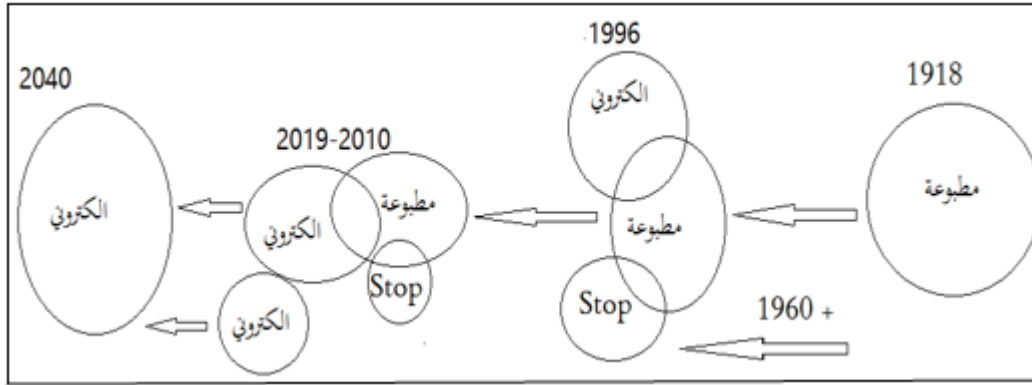 1918
مطبوعة
1996
الكتروني
مطبوعة
Stop
1960 +
2019-2010
مطبوعة
الكتروني
Stop
الكتروني
2040
الكتروني